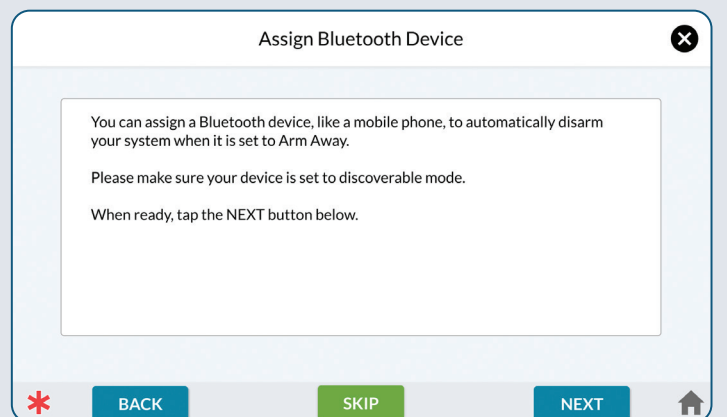 Assign Bluetooth Device
You can assign a Bluetooth device, like a mobile phone, to automatically disarm
your system when it is set to Arm Away.
Please make sure your device is set to discoverable mode.
When ready, tap the NEXT button below.
BACK
SKIP
NEXT